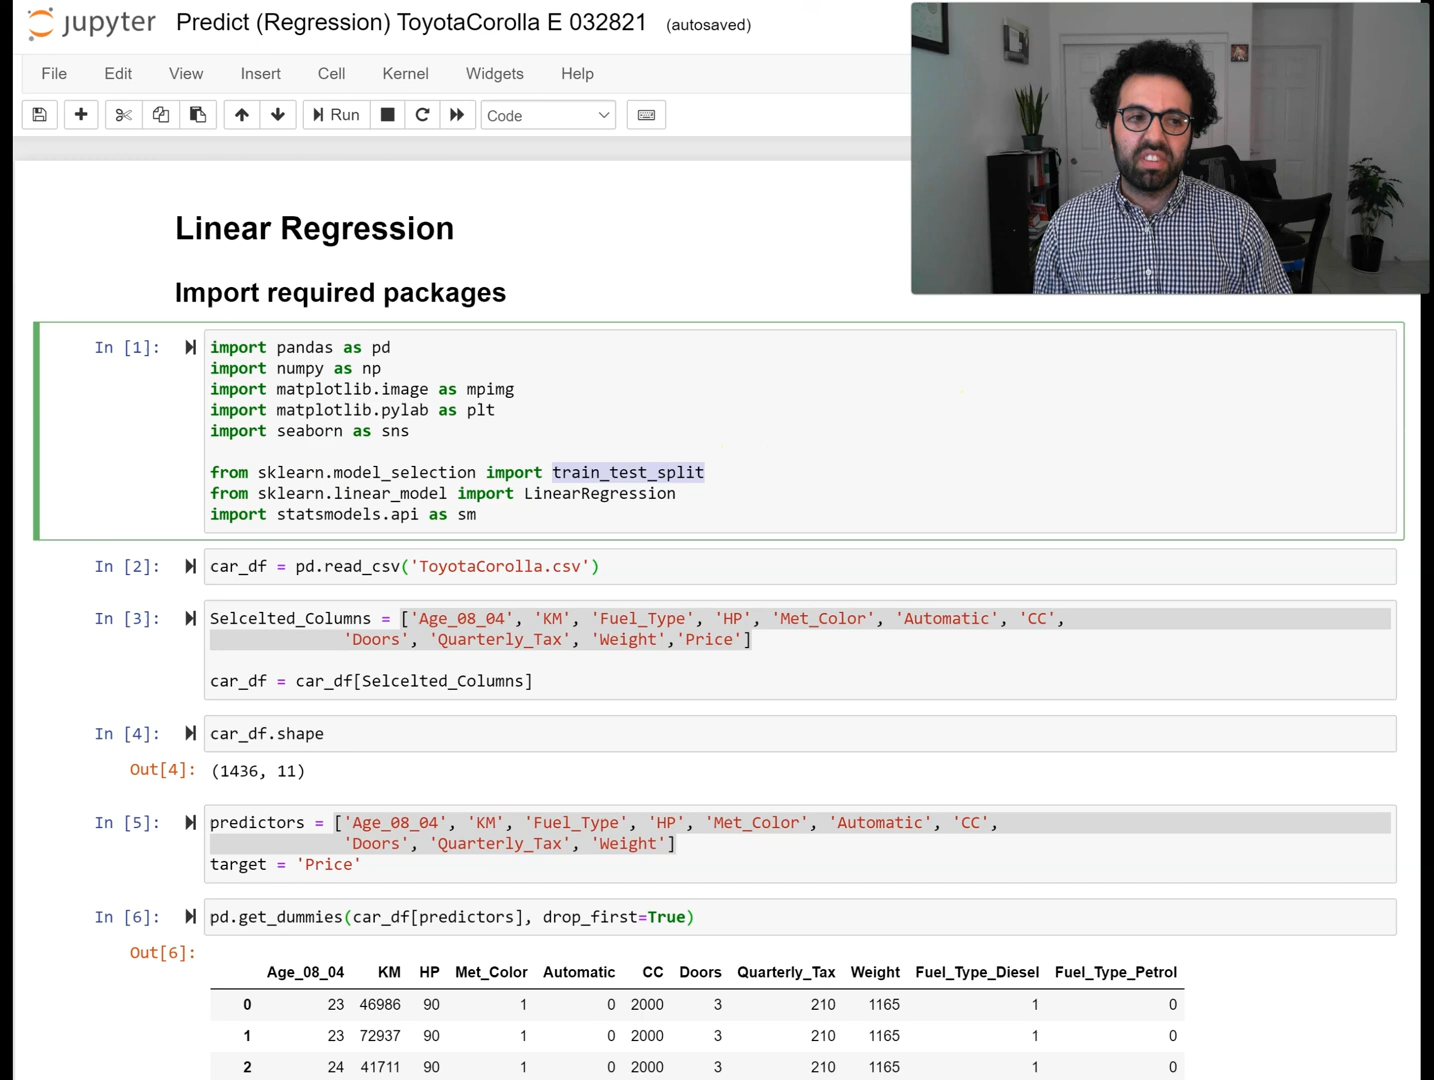 jupyter Predict (Regression) ToyotaCorolla E 032821 (autosaved)
File Edit View Insert Cell Kernel Widgets Help
Run Code
Linear Regression
Import required packages
In [1]: import pandas as pd
import numpy as np
import matplotlib.image as mpimg
import matplotlib.pylab as plt
import seaborn as sns
from sklearn.model_selection import train_test_split
from sklearn.linear_model import LinearRegression
import statsmodels.api as sm
In [2]: car_df = pd.read_csv('ToyotaCorolla.csv')
In [3]: Selcelted_Columns = ['Age_08_04', 'KM', 'Fuel_Type', 'HP', 'Met_Color', 'Automatic', 'CC',
'Doors', 'Quarterly_Tax', 'Weight','Price']
car_df = car_df[Selcelted_Columns]
In [4]: car_df.shape
Out[4]: (1436, 11)
In [5]: predictors = ['Age_08_04', 'KM', 'Fuel_Type', 'HP', 'Met_Color', 'Automatic', 'CC',
'Doors', 'Quarterly_Tax', 'Weight']
target = 'Price'
In [6]: pd.get_dummies(car_df[predictors], drop_first=True)
Out[6]:
Age_08_04 KM HP Met_Color Automatic CC Doors Quarterly_Tax Weight Fuel_Type_Diesel Fuel_Type_Petrol
0 23 46986 90 1 0 2000 3 210 1165 1 0
1 23 72937 90 1 0 2000 3 210 1165 1 0
2 24 41711 90 1 0 2000 3 210 1165 1 0